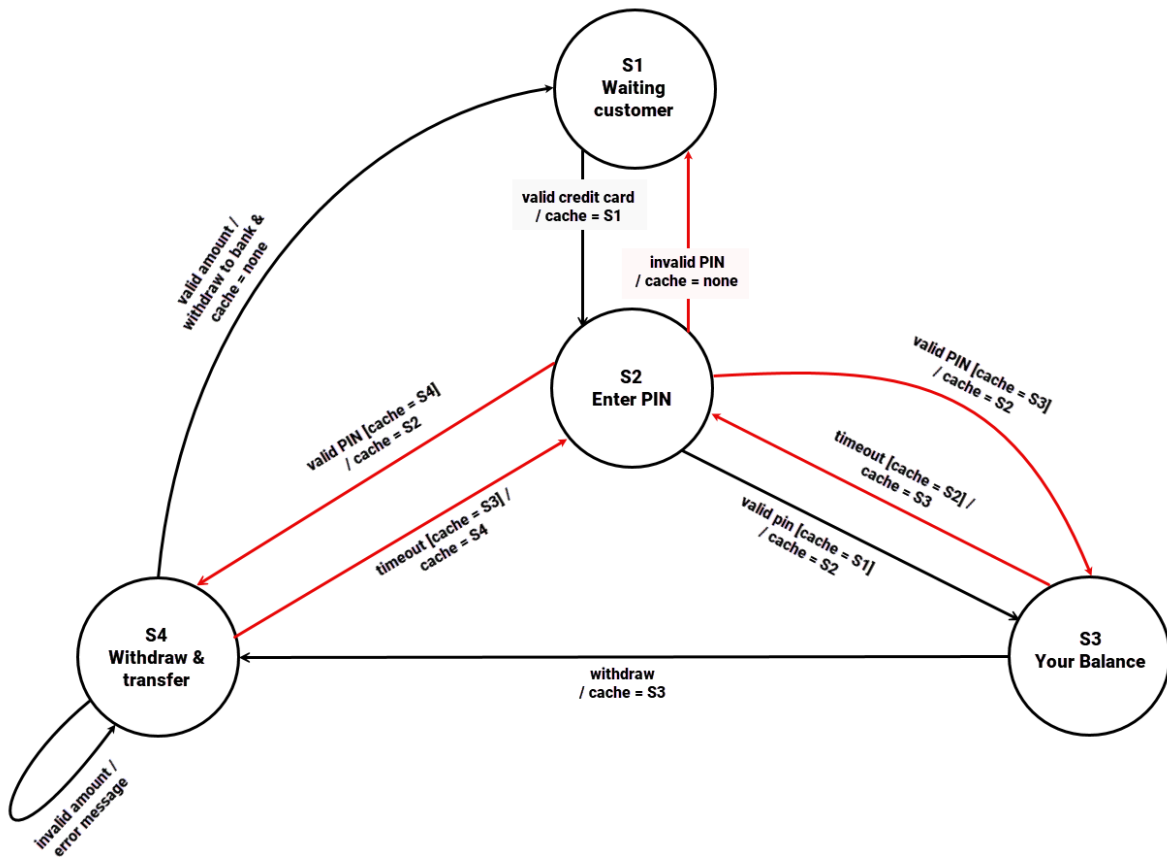 S1
Waiting
customer
valid credit card
/ cache = S1
invalid PIN
/ cache = none
valid amount /
withdraw to bank &
cache = none
S2
Enter PIN
valid PIN [cache = S3]
/ cache = S2
valid PIN [cache = S4]
/ cache = S2
timeout [cache = S2] /
cache = S3
timeout [cache = S3] /
cache = S4
valid pin [cache = S1]
/ cache = S2
S4
Withdraw &
transfer
S3
Your Balance
withdraw
/ cache = S3
invalid amount /
error message